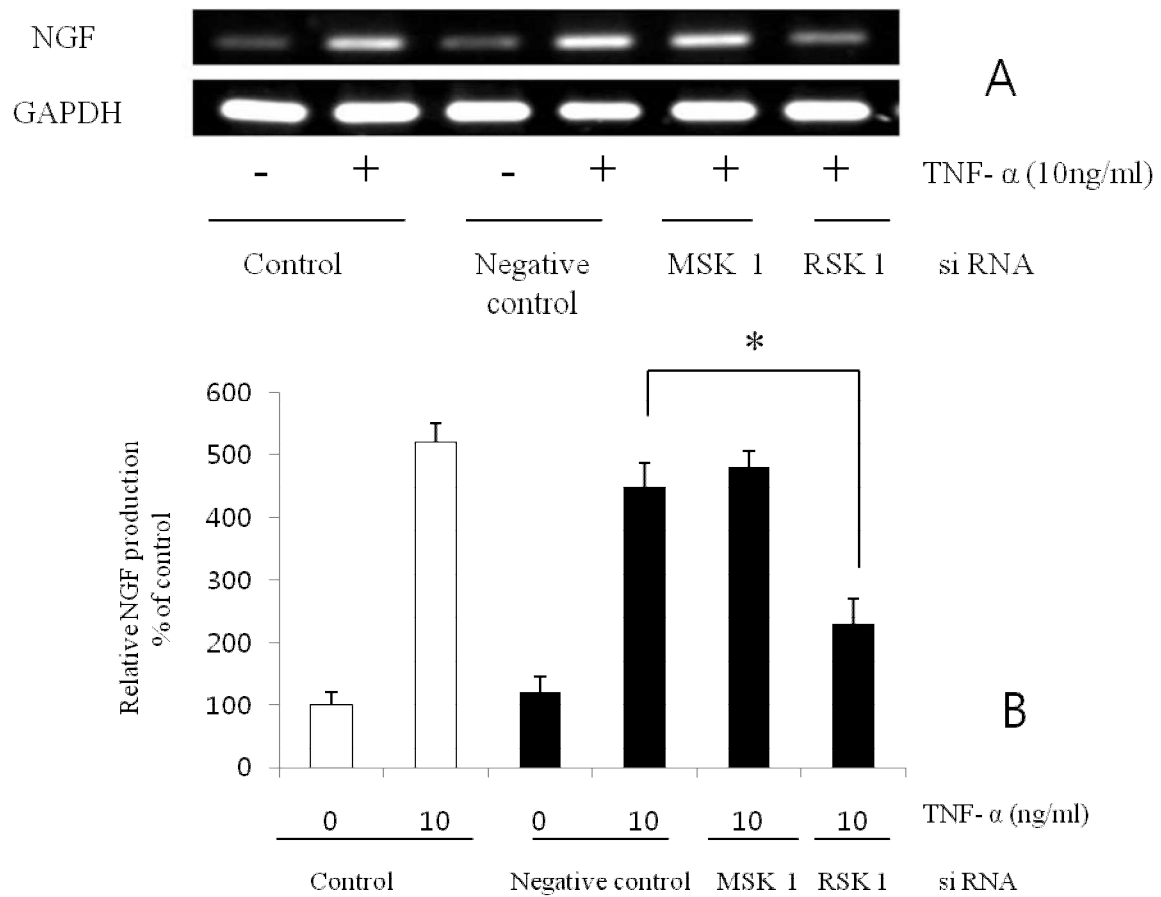 NGF
GAPDH
A
- + - + + + TNF- α (10ng/ml)
Control Negative control MSK 1 RSK 1 si RNA
*
Relative NGF production
% of control
600
500
400
300
200
100
0
B
0 10 0 10 10 10 TNF- α (ng/ml)
Control Negative control MSK 1 RSK 1 si RNA